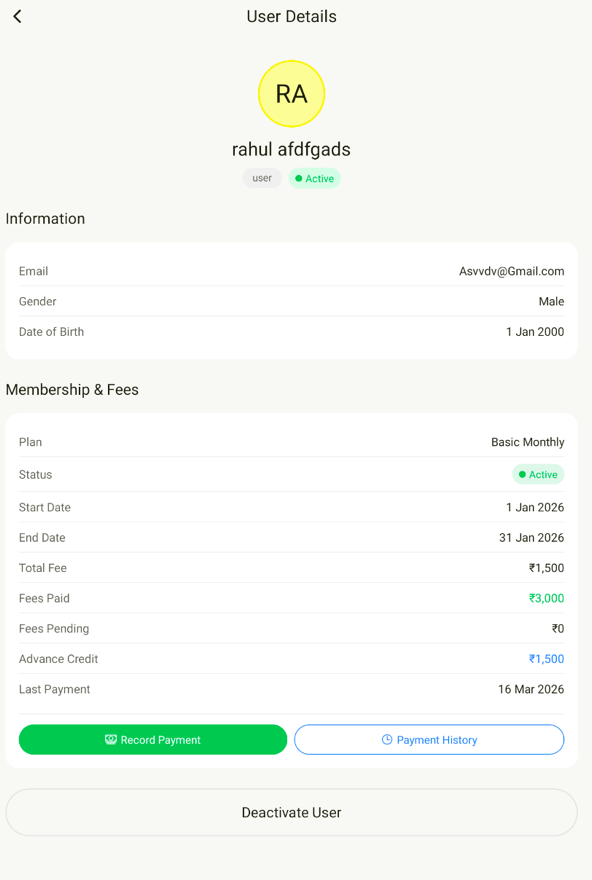 User Details
RA
rahul afdfgads
user Active
Information
Email Asvvdv@Gmail.com
Gender Male
Date of Birth 1 Jan 2000
Membership & Fees
Plan Basic Monthly
Status Active
Start Date 1 Jan 2026
End Date 31 Jan 2026
Total Fee ₹1,500
Fees Paid ₹3,000
Fees Pending ₹0
Advance Credit ₹1,500
Last Payment 16 Mar 2026
Record Payment Payment History
Deactivate User